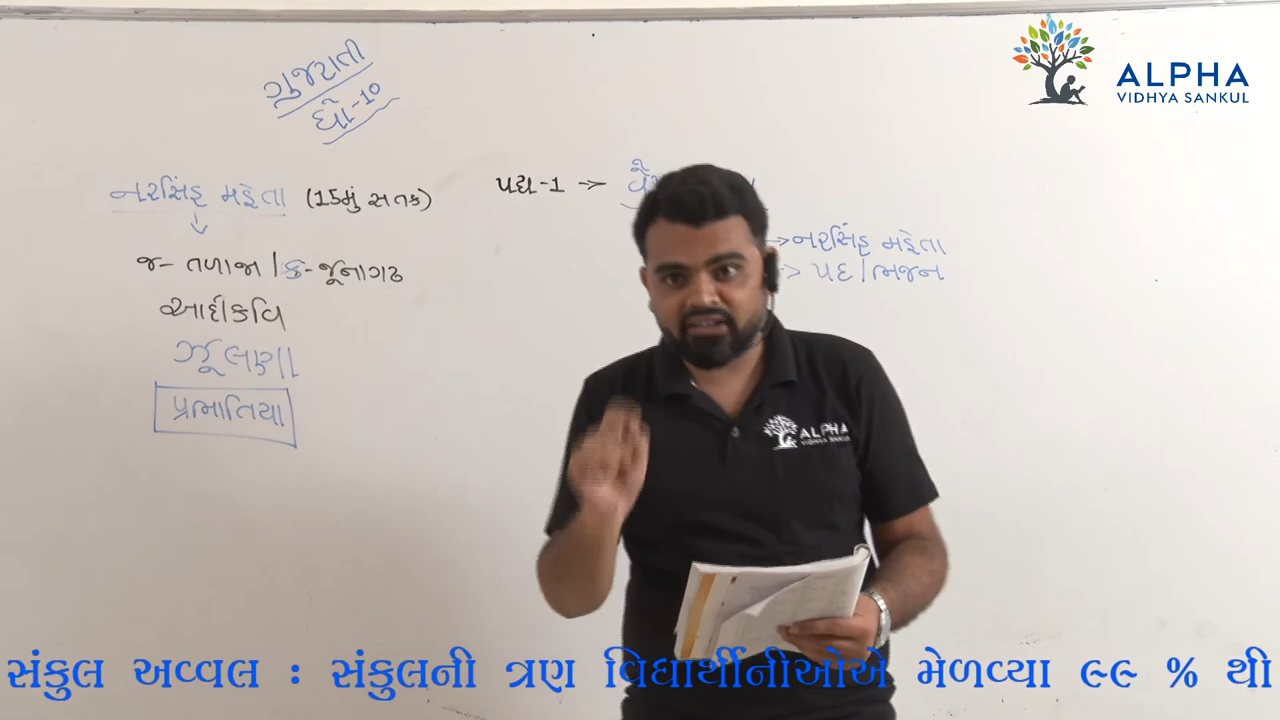 ગુજરાતી
ધો-૧૦
ALPHA
VIDHYA SANKUL
નરસિંહ મહેતા (15મું સતક)
જ- તળાજા / ક-જૂનાગઢ
આદીકવિ
ઝૂલણા
પ્રભાતિયા
પદ્ય-1 →
→ નરસિંહ મહેતા
-> પદ / ભજન
ALPHA
VIDHYA SANKUL
સંકુલ અવ્વલ : સંકુલની ત્રણ વિદ્યાર્થીનીઓએ મેળવ્યા ૯૯ % થી